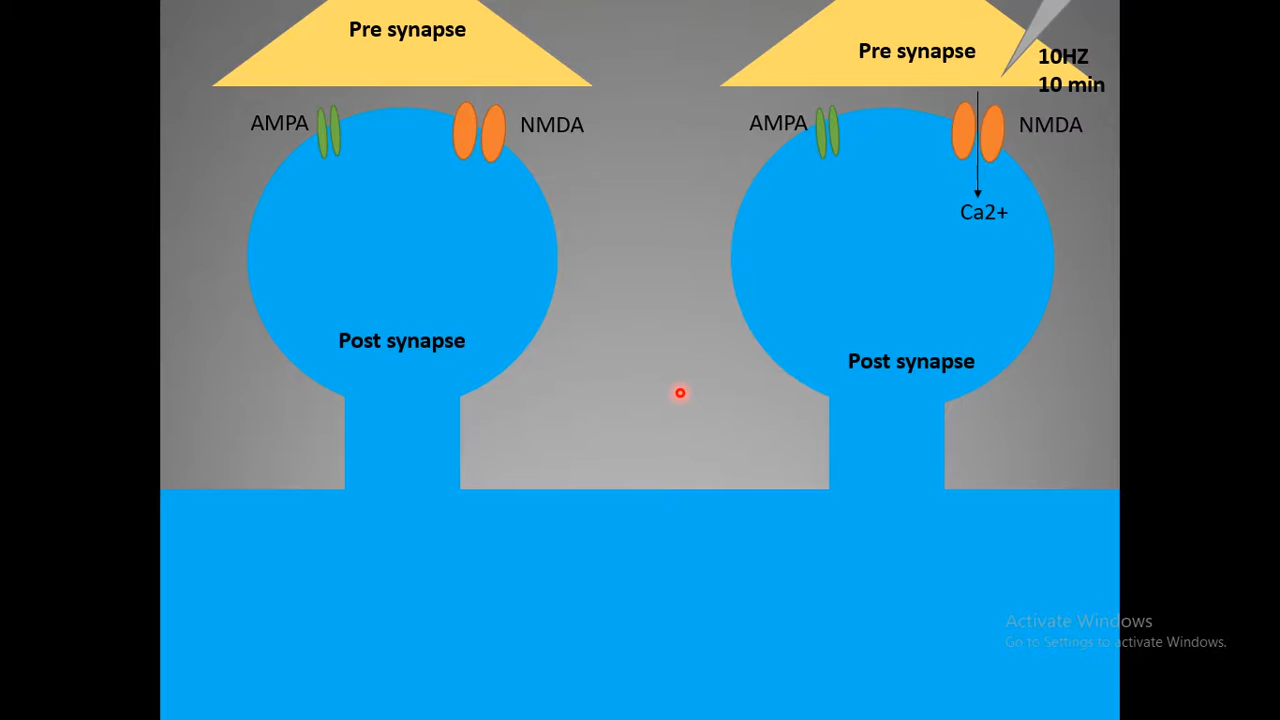 Pre synapse
Pre synapse
10HZ
10 min
AMPA
NMDA
AMPA
NMDA
Ca2+
Post synapse
Post synapse
Activate Windows
Go to Settings to activate Windows.